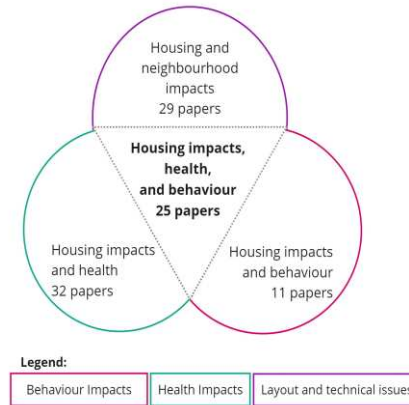 Housing and
neighbourhood
impacts
29 papers
Housing impacts,
health,
and behaviour
25 papers
Housing impacts
and health
32 papers
Housing impacts
and behaviour
11 papers
Legend:
Behaviour Impacts
Health Impacts
Layout and technical issues